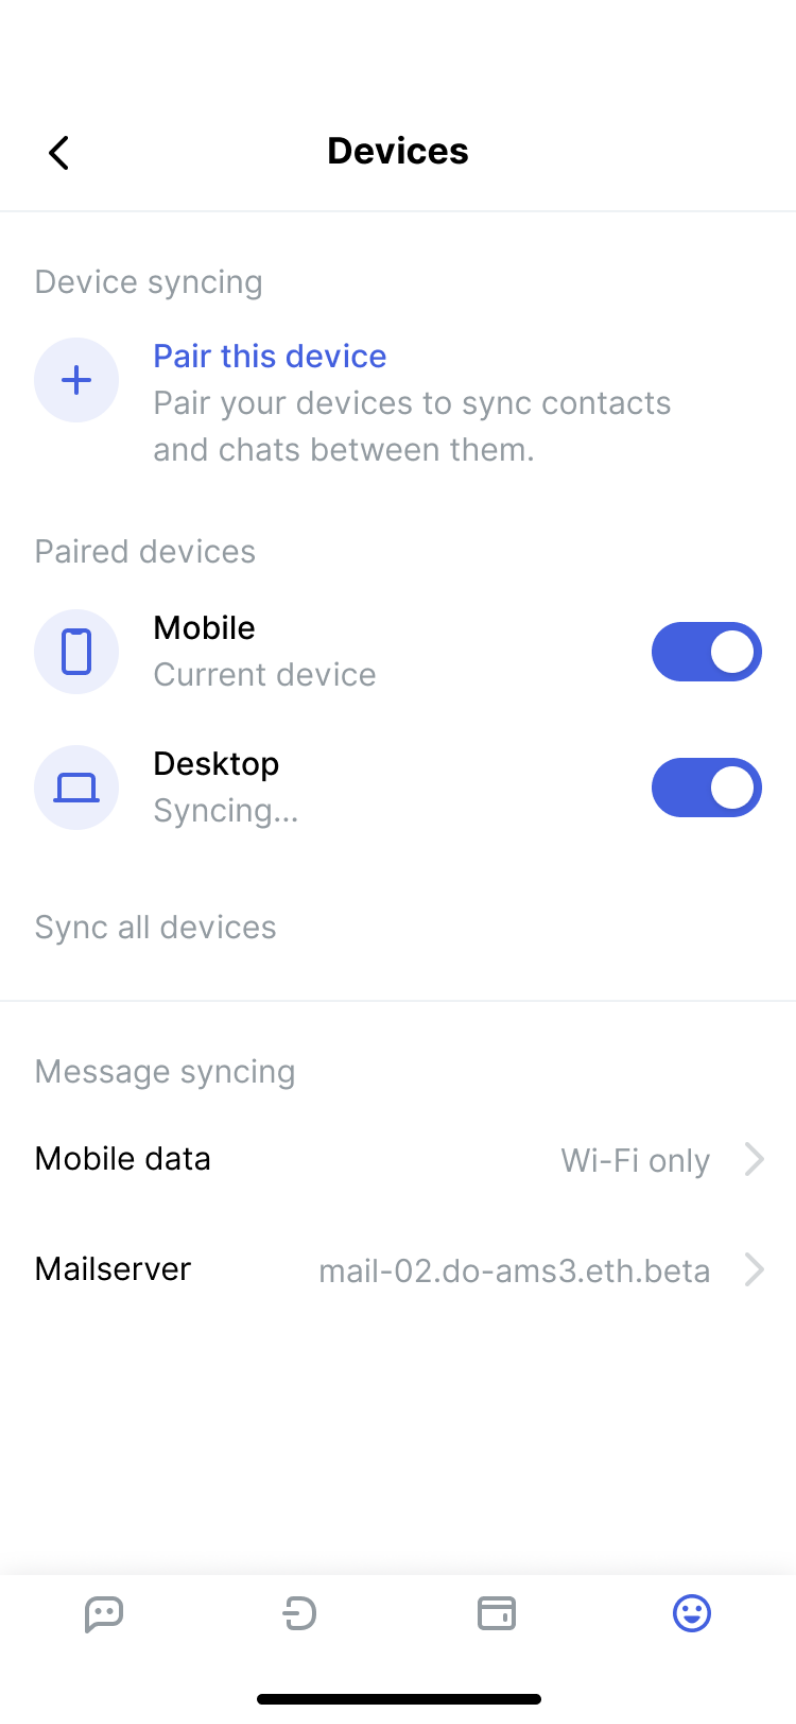 Devices
Device syncing
Pair this device
Pair your devices to sync contacts
and chats between them.
Paired devices
Mobile
Current device
Desktop
Syncing...
Sync all devices
Message syncing
Mobile data Wi-Fi only
Mailserver mail-02.do-ams3.eth.beta